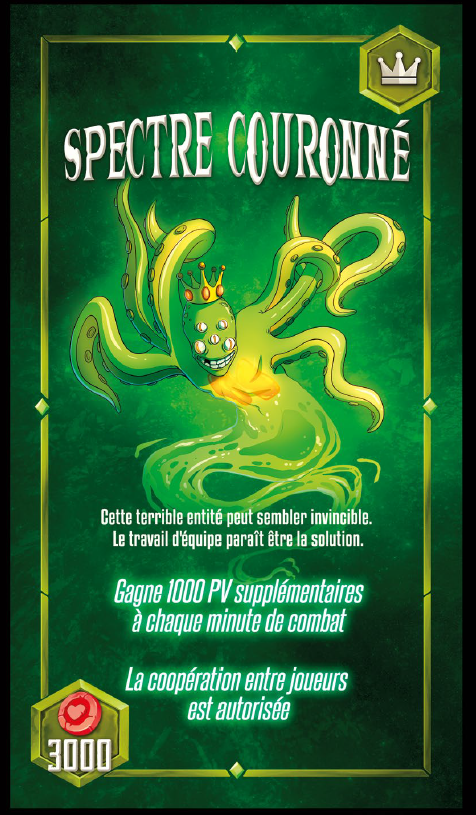 SPECTRE COURONNÉ
Cette terrible entité peut sembler invincible.
Le travail d'équipe paraît être la solution.
Gagne 1000 PV supplémentaires
à chaque minute de combat
La coopération entre joueurs
est autorisée
3000